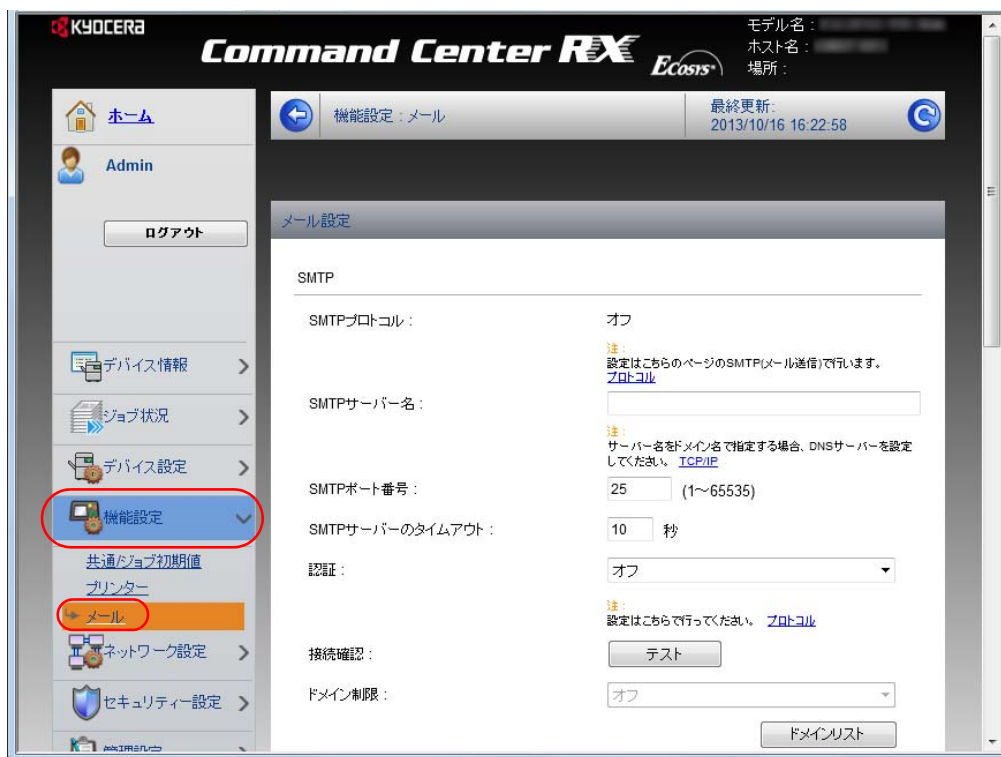 KYOCERA
Command Center RX
ECOSYS
モデル名 :
ホスト名 :
場所 :
ホーム
Admin
ログアウト
デバイス情報
ジョブ状況
デバイス設定
機能設定
共通/ジョブ初期値
プリンター
メール
ネットワーク設定
セキュリティー設定
管理設定
機能設定 : メール
最終更新:
2013/10/16 16:22:58
メール設定
SMTP
SMTPプロトコル :
オフ
注 :
設定はこちらのページのSMTP(メール送信)で行います。
プロトコル
SMTPサーバー名 :
注 :
サーバー名をドメイン名で指定する場合、DNSサーバーを設定
してください。 TCP/IP
SMTPポート番号 :
25 (1～65535)
SMTPサーバーのタイムアウト :
10 秒
認証 :
オフ
注 :
設定はこちらで行ってください。 プロトコル
接続確認 :
テスト
ドメイン制限 :
オフ
ドメインリスト